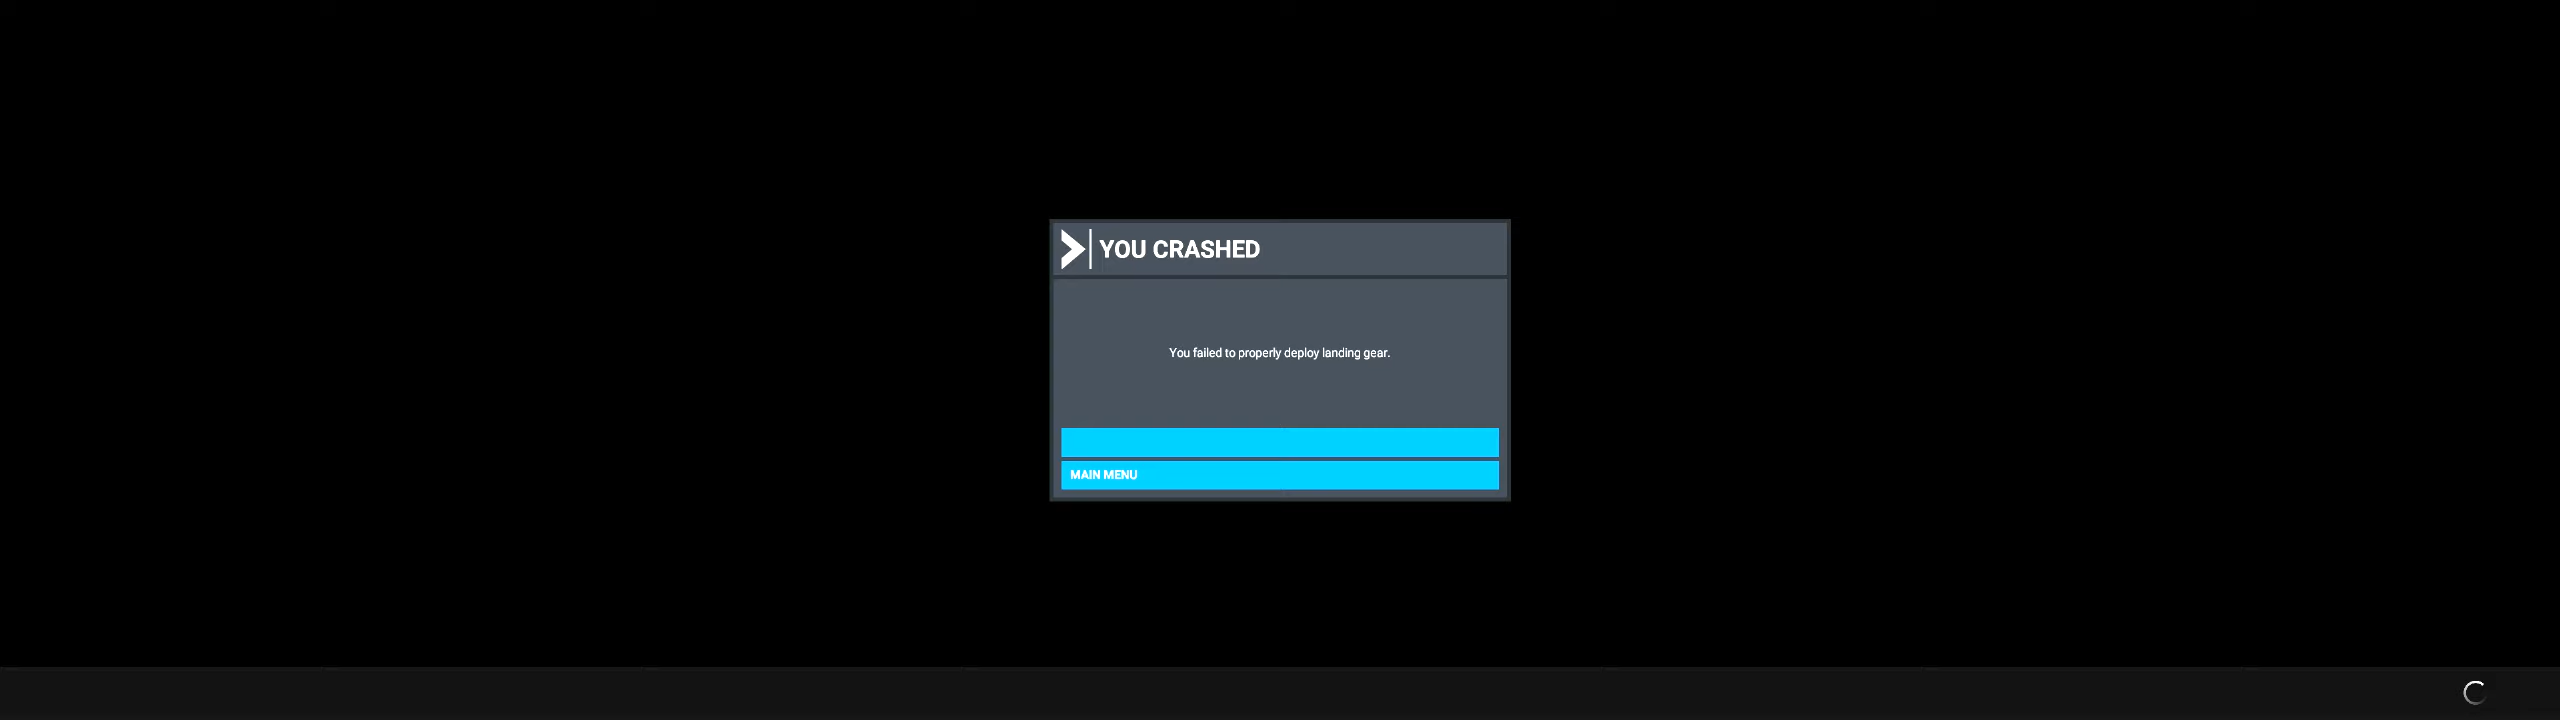 YOU CRASHED
You failed to properly deploy landing gear.
MAIN MENU